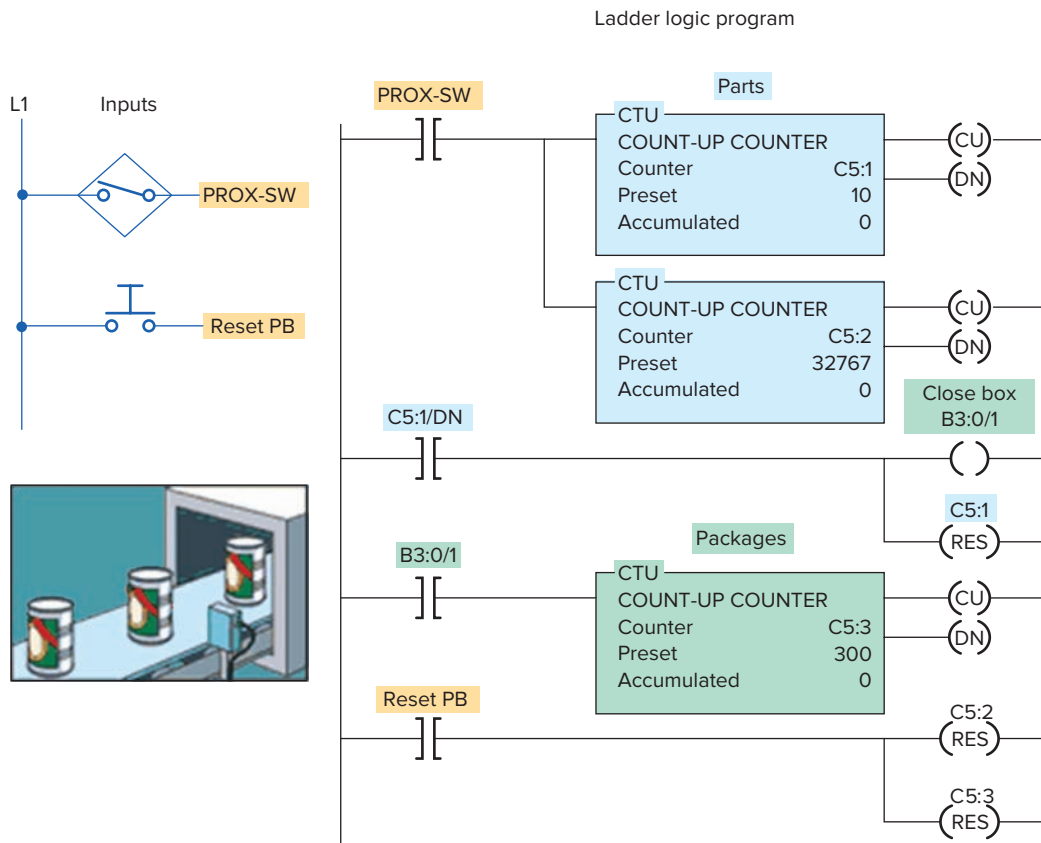 Ladder logic program
L1
Inputs
PROX-SW
Reset PB
PROX-SW
Parts
CTU
COUNT-UP COUNTER
Counter C5:1
Preset 10
Accumulated 0
CU
DN
CTU
COUNT-UP COUNTER
Counter C5:2
Preset 32767
Accumulated 0
CU
DN
C5:1/DN
Close box
B3:0/1
C5:1
RES
B3:0/1
Packages
CTU
COUNT-UP COUNTER
Counter C5:3
Preset 300
Accumulated 0
CU
DN
Reset PB
C5:2
RES
C5:3
RES